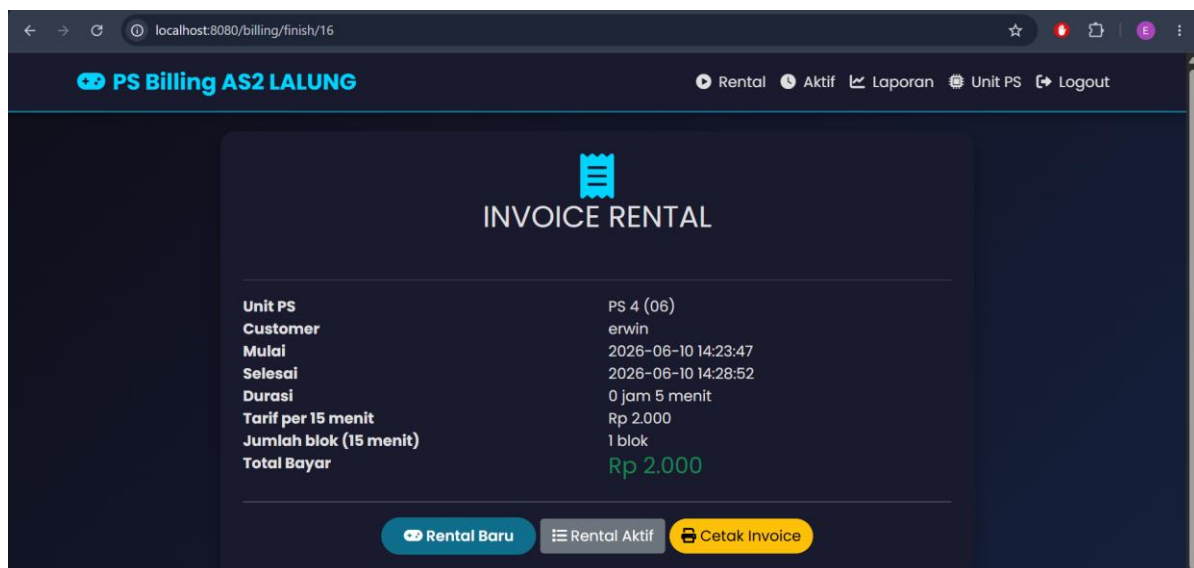 localhost:8080/billing/finish/16
E
PS Billing AS2 LALUNG
Rental Aktif Laporan Unit PS Logout
INVOICE RENTAL
Unit PS PS 4 (06)
Customer erwin
Mulai 2026-06-10 14:23:47
Selesai 2026-06-10 14:28:52
Durasi 0 jam 5 menit
Tarif per 15 menit Rp 2.000
Jumlah blok (15 menit) 1 blok
Total Bayar Rp 2.000
Rental Baru Rental Aktif Cetak Invoice